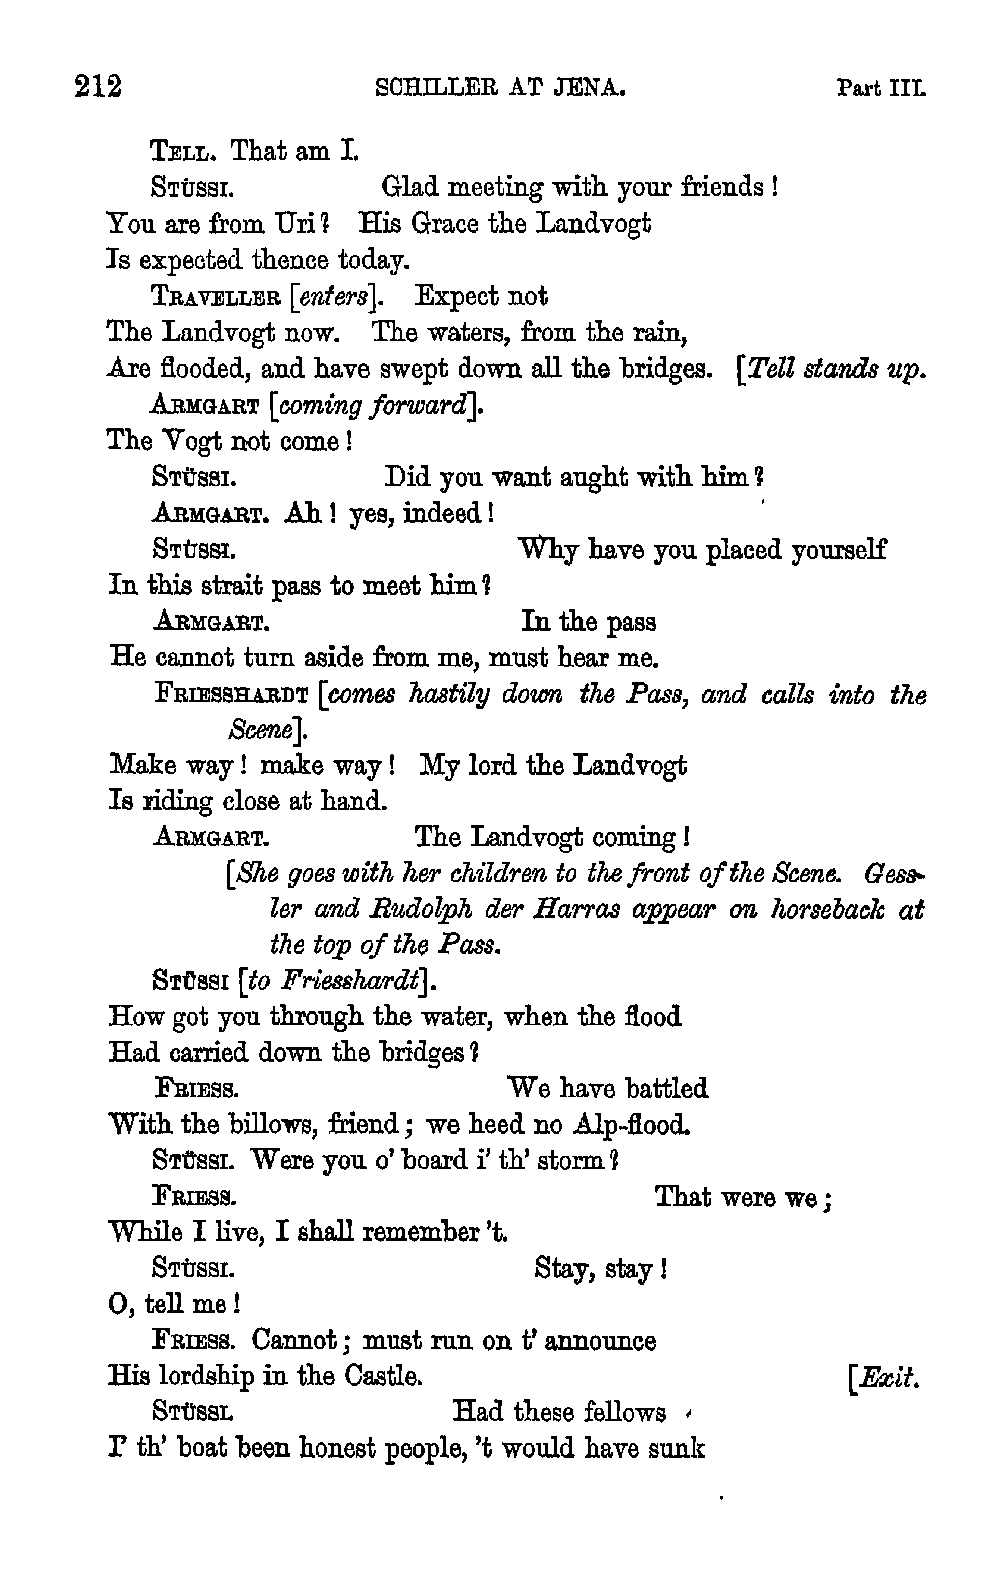 212 SCHILLER AT JENA. Part III.
TELL. That am I.
STÜSSI. Glad meeting with your friends!
You are from Uri? His Grace the Landvogt
Is expected thence today.
TRAVELLER [enters]. Expect not
The Landvogt now. The waters, from the rain,
Are flooded, and have swept down all the bridges. [Tell stands up.
ARMGART [coming forward].
The Vogt not come!
STÜSSI. Did you want aught with him?
ARMGART. Ah! yes, indeed!
STÜSSI. Why have you placed yourself
In this strait pass to meet him?
ARMGART. In the pass
He cannot turn aside from me, must hear me.
FRIESSHARDT [comes hastily down the Pass, and calls into the
Scene].
Make way! make way! My lord the Landvogt
Is riding close at hand.
ARMGART. The Landvogt coming!
[She goes with her children to the front of the Scene. Gess-
ler and Rudolph der Harras appear on horseback at
the top of the Pass.
STÜSSI [to Friesshardt].
How got you through the water, when the flood
Had carried down the bridges?
FRIESS. We have battled
With the billows, friend; we heed no Alp-flood.
STÜSSI. Were you o' board i' th' storm?
FRIESS. That were we;
While I live, I shall remember 't.
STÜSSI. Stay, stay!
O, tell me!
FRIESS. Cannot; must run on t' announce
His lordship in the Castle. [Exit.
STÜSSI. Had these fellows
I' th' boat been honest people, 't would have sunk